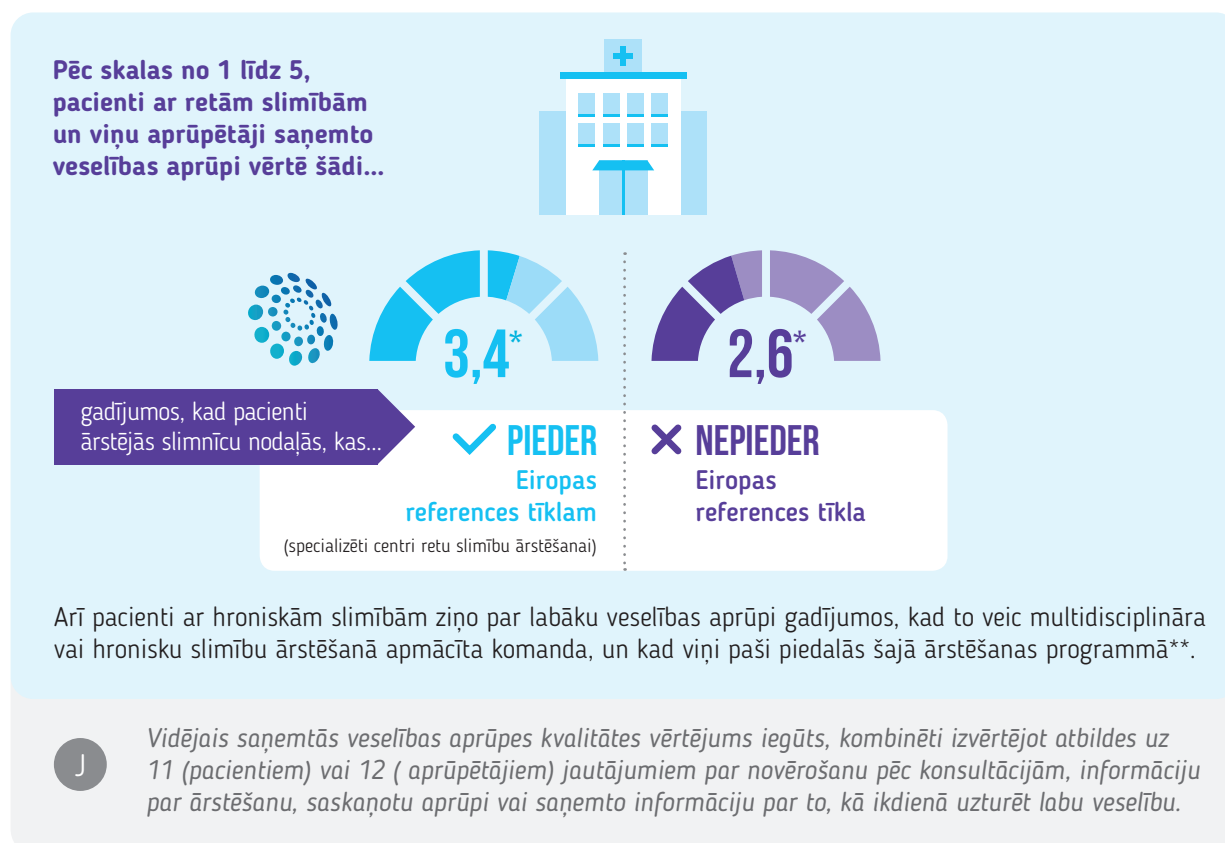 Pēc skalas no 1 līdz 5,
pacienti ar retām slimībām
un viņu aprūpētāji saņemto
veselības aprūpi vērtē šādi...
3,4*
2,6*
gadījumos, kad pacienti
ārstējās slimnīcu nodaļās, kas...
PIEDER
Eiropas
references tīklam
(specializēti centri retu slimību ārstēšanai)
NEPIEDER
Eiropas
references tīkla
Arī pacienti ar hroniskām slimībām ziņo par labāku veselības aprūpi gadījumos, kad to veic multidisciplināra
vai hronisku slimību ārstēšanā apmācīta komanda, un kad viņi paši piedalās šajā ārstēšanas programmā**.
J
Vidējais saņemtās veselības aprūpes kvalitātes vērtējums iegūts, kombinēti izvērtējot atbildes uz
11 (pacientiem) vai 12 ( aprūpētājiem) jautājumiem par novērošanu pēc konsultācijām, informāciju
par ārstēšanu, saskaņotu aprūpi vai saņemto informāciju par to, kā ikdienā uzturēt labu veselību.